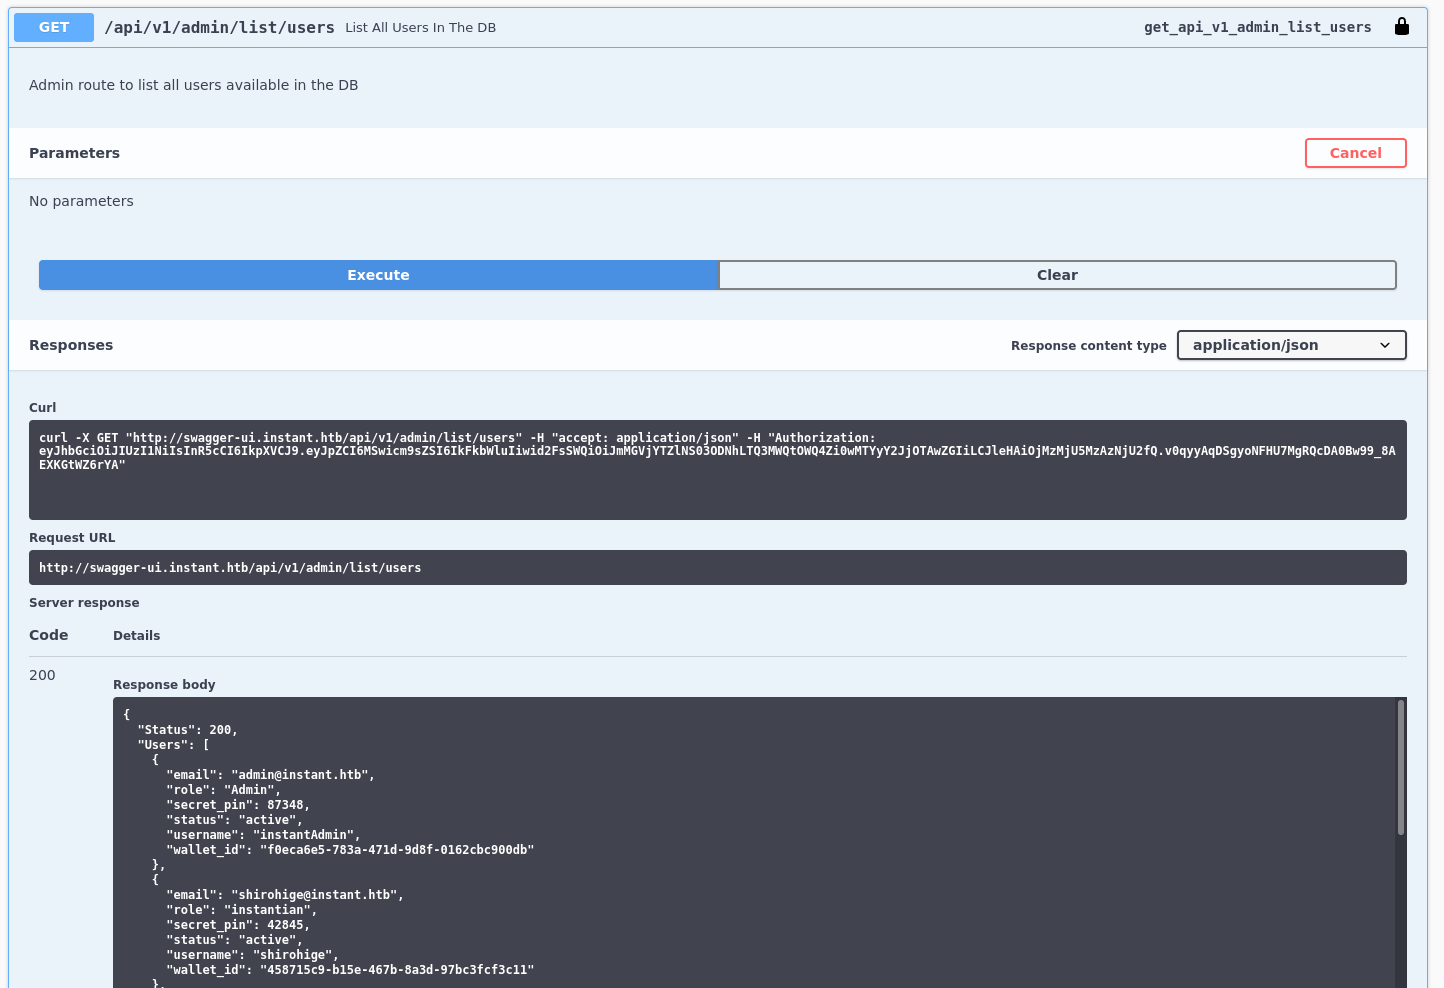 GET /api/v1/admin/list/users List All Users In The DB get_api_v1_admin_list_users
Admin route to list all users available in the DB
Parameters Cancel
No parameters
Execute Clear
Responses Response content type application/json
Curl
curl -X GET "http://swagger-ui.instant.htb/api/v1/admin/list/users" -H "accept: application/json" -H "Authorization:
eyJhbGciOiJIUzI1NiIsInR5cCI6IkpXVCJ9.eyJpZCI6MSwicm9sZSI6IkFkbWluIiwid2FsSWQiOiJmMGVjYTZlNS03ODNhLTQ3MWQtOWQ4Zi0wMTYyY2JjOTAwZGIiLCJleHAiOjMzMjU5MzAzNjU2fQ.v0qyyAqDSgyoNFHU7MgRQcDA0Bw99_8A
EXKGtWZ6rYA"
Request URL
http://swagger-ui.instant.htb/api/v1/admin/list/users
Server response
Code Details
200
Response body
{
  "Status": 200,
  "Users": [
    {
      "email": "admin@instant.htb",
      "role": "Admin",
      "secret_pin": 87348,
      "status": "active",
      "username": "instantAdmin",
      "wallet_id": "f0eca6e5-783a-471d-9d8f-0162cbc900db"
    },
    {
      "email": "shirohige@instant.htb",
      "role": "instantian",
      "secret_pin": 42845,
      "status": "active",
      "username": "shirohige",
      "wallet_id": "458715c9-b15e-467b-8a3d-97bc3fcf3c11"
    },